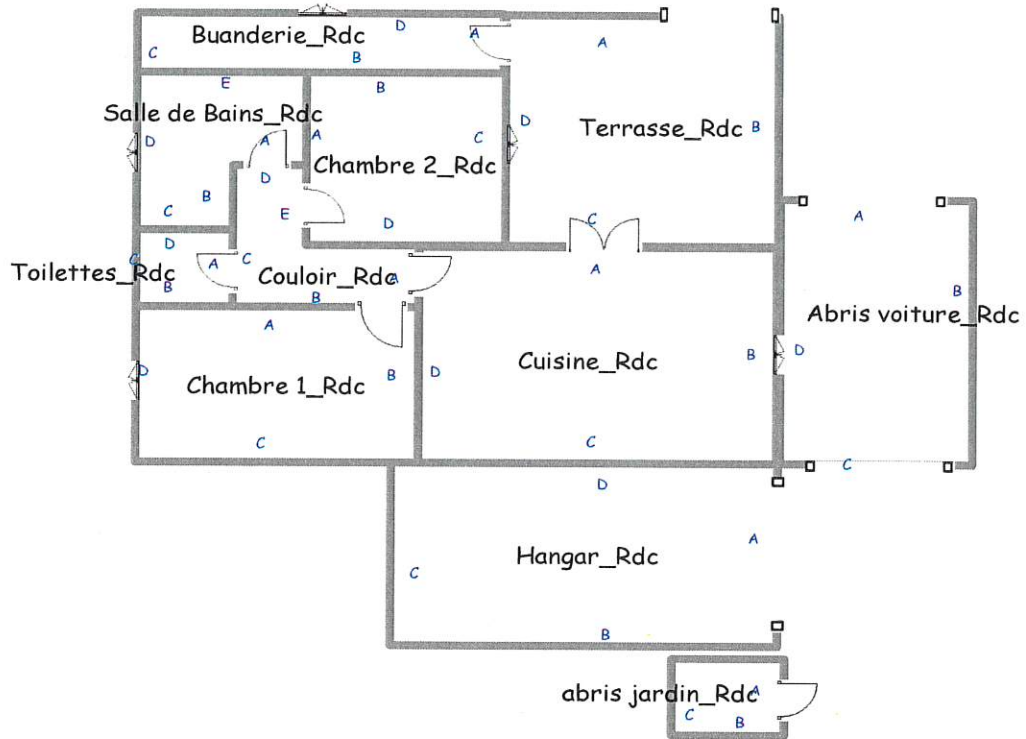 D
Buanderie_Rdc
A
A
C
B
E
B
Salle de Bains_Rdc
D
A
A
C
D
Terrasse_Rdc
B
Chambre 2_Rdc
D
B
C
E
D
C
A
D
C
C
A
Toilettes_Rdc
B
Couloir_Rdc
A
B
A
B
Abris voiture_Rdc
A
D
Chambre 1_Rdc
B
C
D
Cuisine_Rdc
B
D
C
C
D
Hangar_Rdc
A
C
B
abris jardin_Rdc
A
C
B